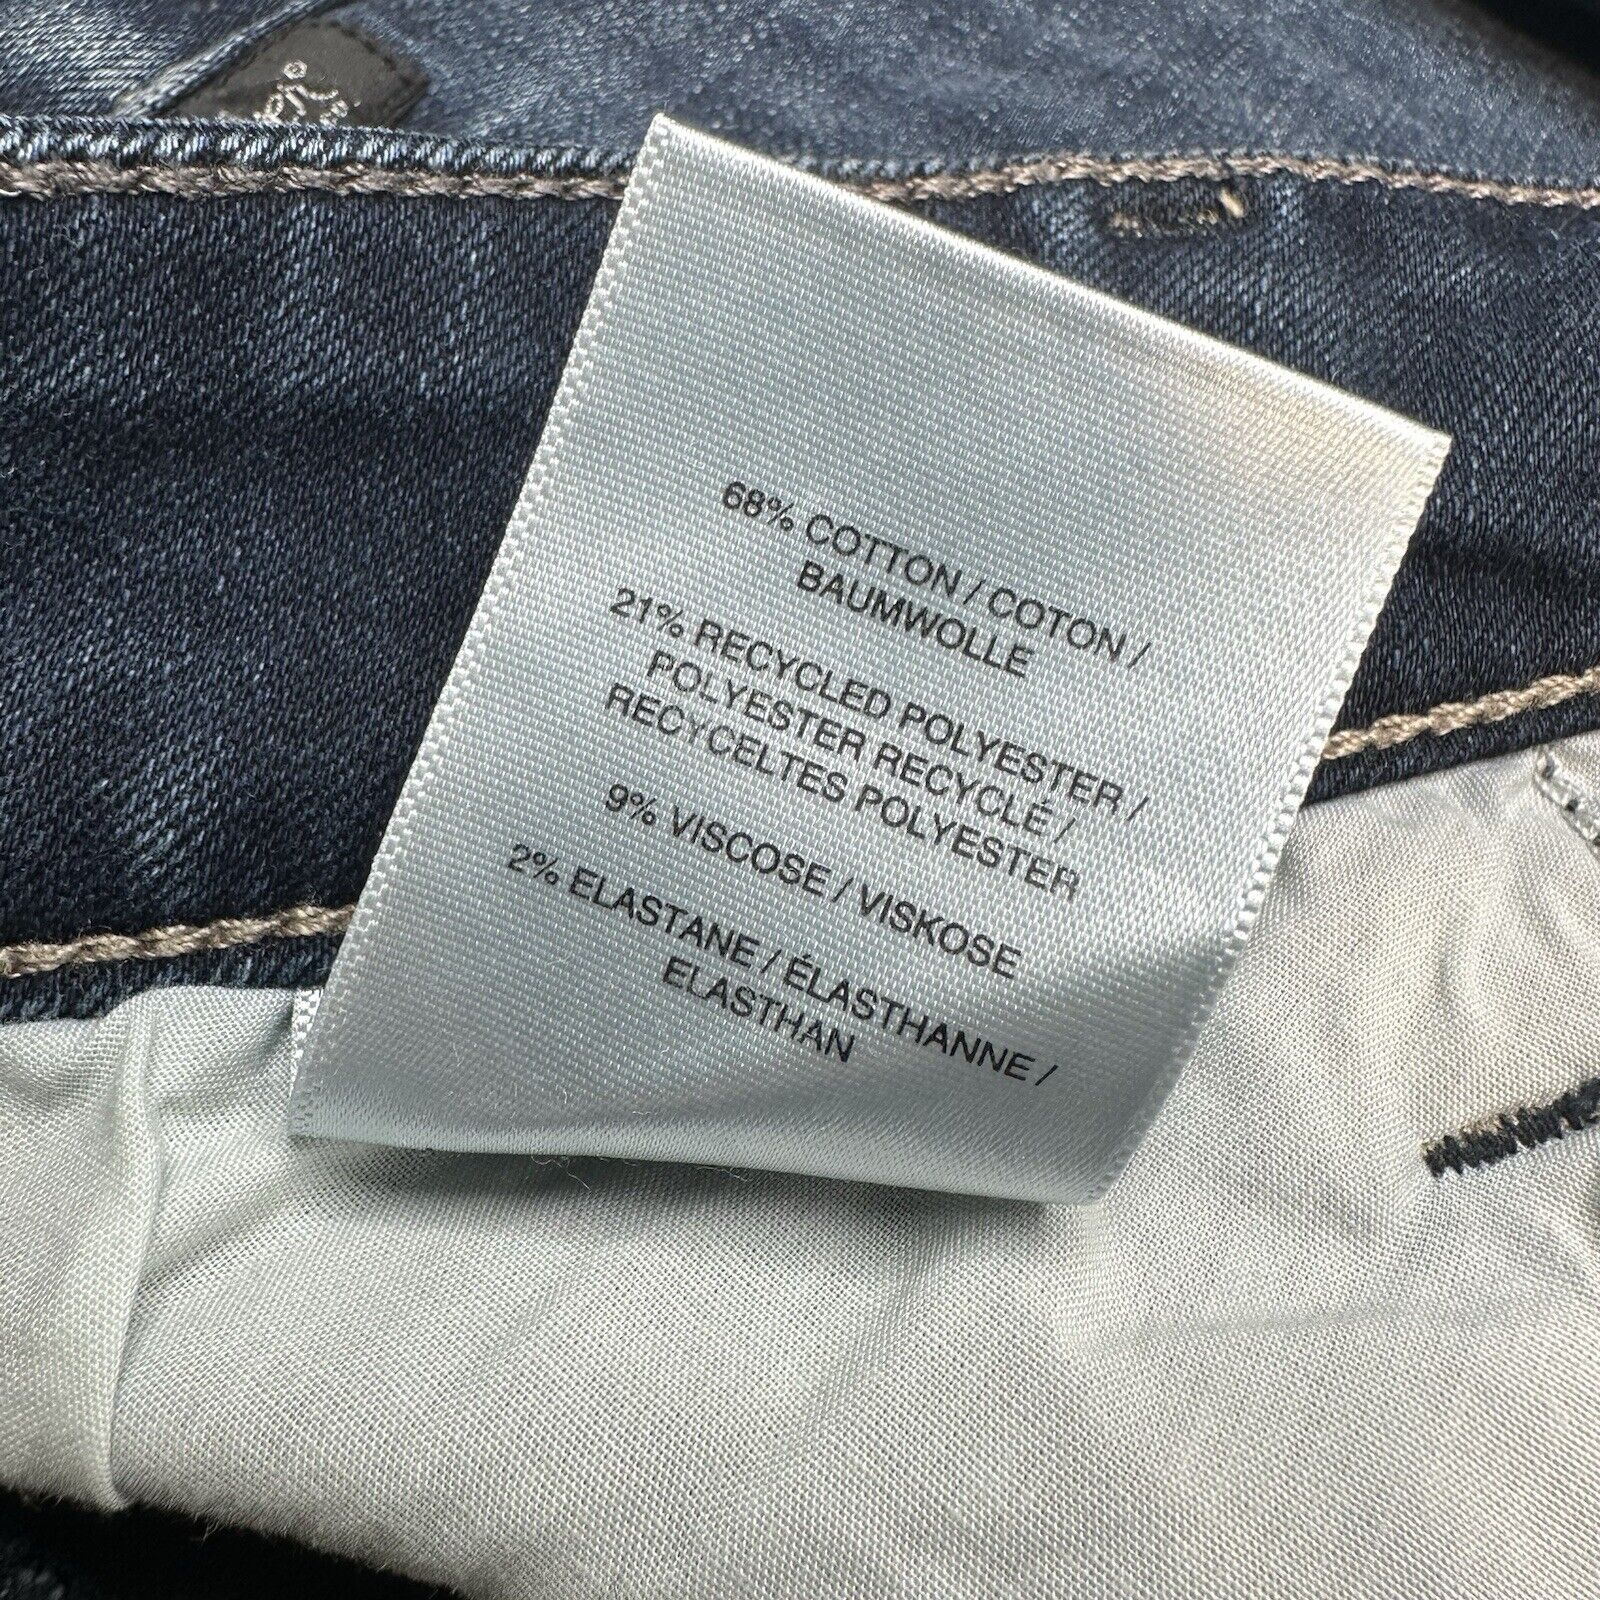 68% COTTON / COTON /
BAUMWOLLE
21% RECYCLED POLYESTER /
POLYESTER RECYCLÉ /
RECYCELTES POLYESTER
9% VISCOSE / VISKOSE
2% ELASTANE / ÉLASTHANNE /
ELASTHAN